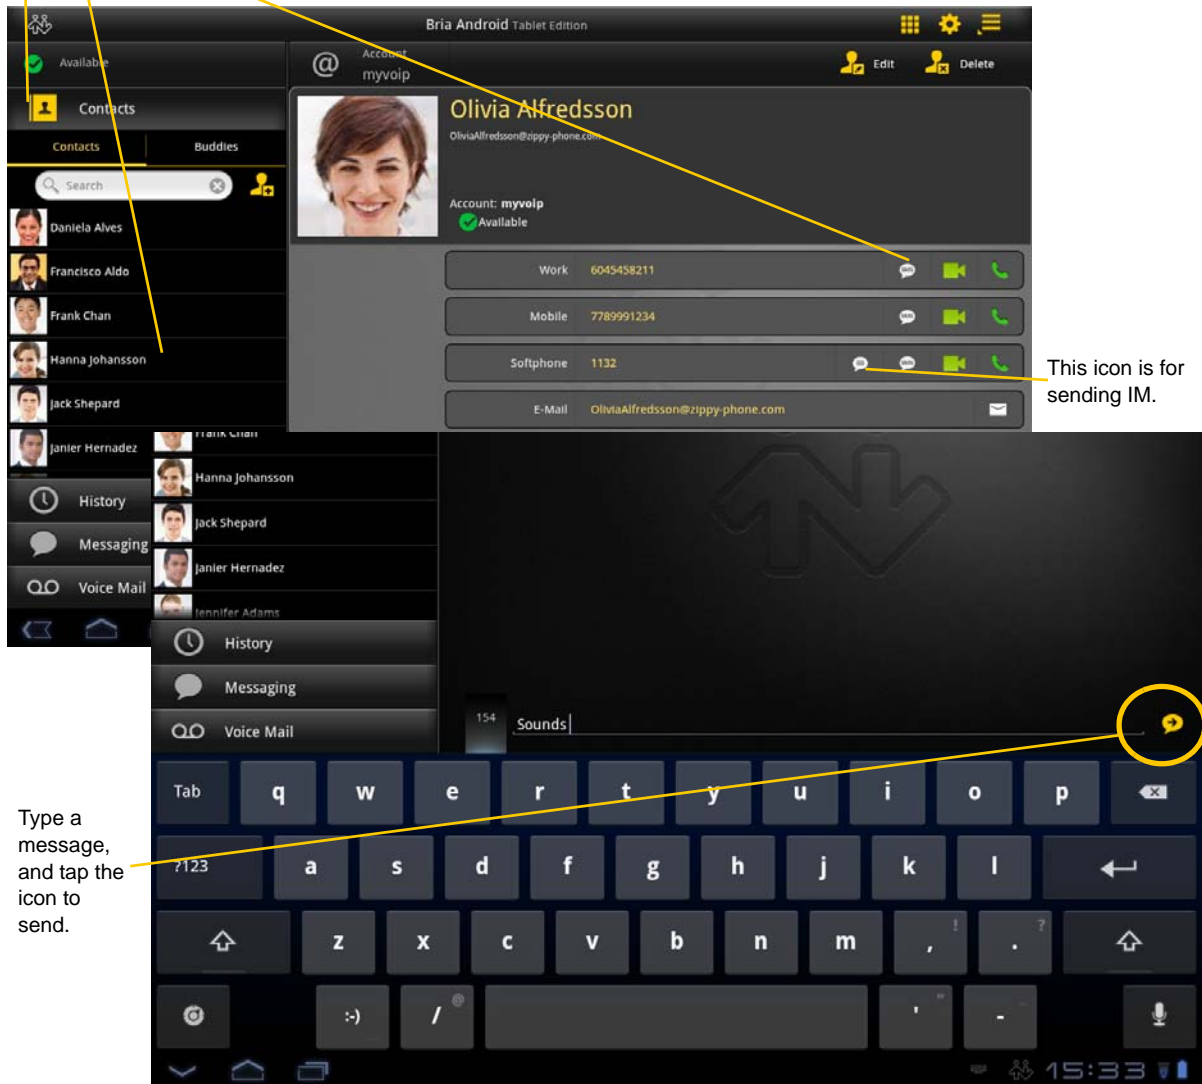 Bria Android Tablet Edition
Available
Account
myvoip
Edit
Delete
Contacts
Contacts
Buddies
Search
Daniela Alves
Francisco Aldo
Frank Chan
Hanna Johansson
Jack Shepard
Janier Hernadez
History
Messaging
Voice Mail
Olivia Alfredsson
OliviaAlfredsson@zippy-phone.com
Account: myvoip
Available
Work 6045458211
Mobile 7789991234
Softphone 1132
E-Mail OliviaAlfredsson@zippy-phone.com
This icon is for
sending IM.
Frank Chan
Hanna Johansson
Jack Shepard
Janier Hernadez
Jennifer Adams
History
Messaging
Voice Mail
154
Sounds
Type a
message,
and tap the
icon to
send.
Tab q w e r t y u i o p
?123 a s d f g h j k l
z x c v b n m , ! . ?
:-) / @ ' " - _
15:33